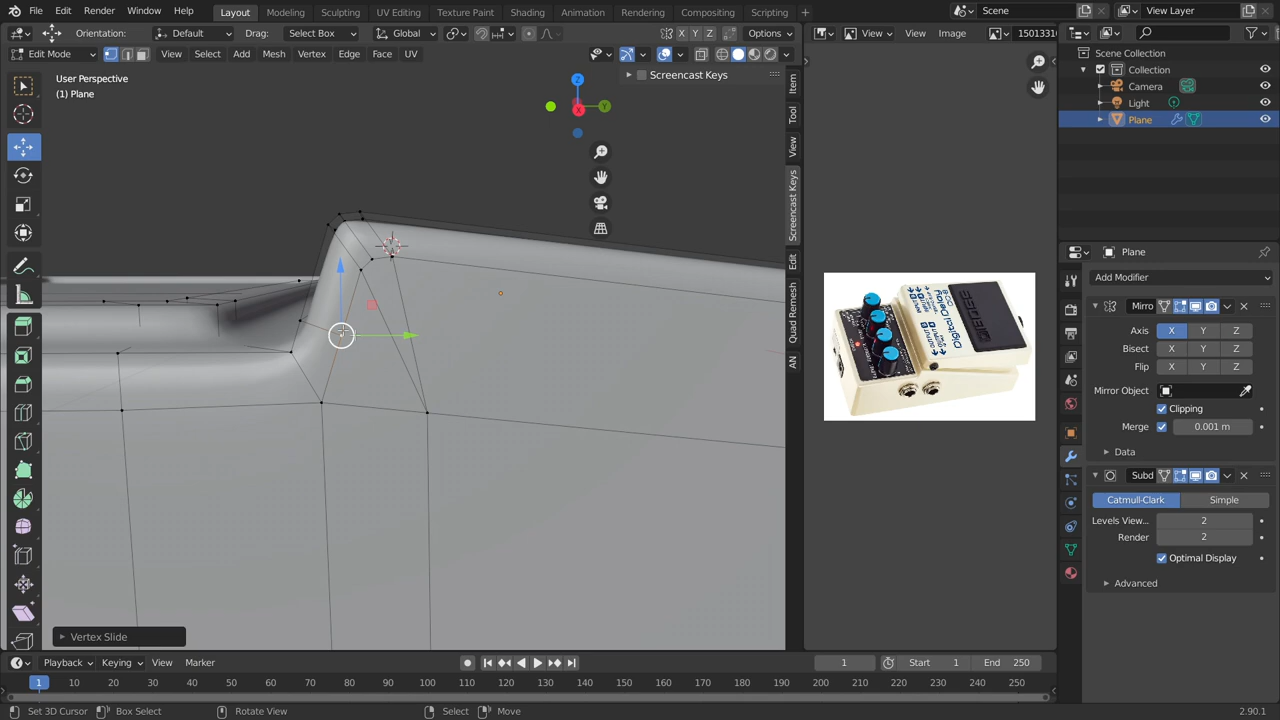 File Edit Render Window Help Layout Modeling Sculpting UV Editing Texture Paint Shading Animation Rendering Compositing Scripting + Scene View Layer
Orientation: Default Drag: Select Box Global X Y Z Options View View Image 15013310
Edit Mode View Select Add Mesh Vertex Edge Face UV
User Perspective
(1) Plane
Screencast Keys
Z
Y
X
Item
Tool
View
Screencast Keys
Edit
Quad Remesh
AN
Scene Collection
Collection
Camera
Light
Plane
Plane
Add Modifier
Mirro
Axis X Y Z
Bisect X Y Z
Flip X Y Z
Mirror Object
Clipping
Merge 0.001 m
Data
Subd
Catmull-Clark Simple
Levels View... 2
Render 2
Optimal Display
Advanced
Digital Delay
Vertex Slide
Playback Keying View Marker 1 Start 1 End 250
1 10 20 30 40 50 60 70 80 90 100 110 120 130 140 150 160 170 180 190 200 210 220 230 240 250
Set 3D Cursor Box Select Rotate View Select Move 2.90.1